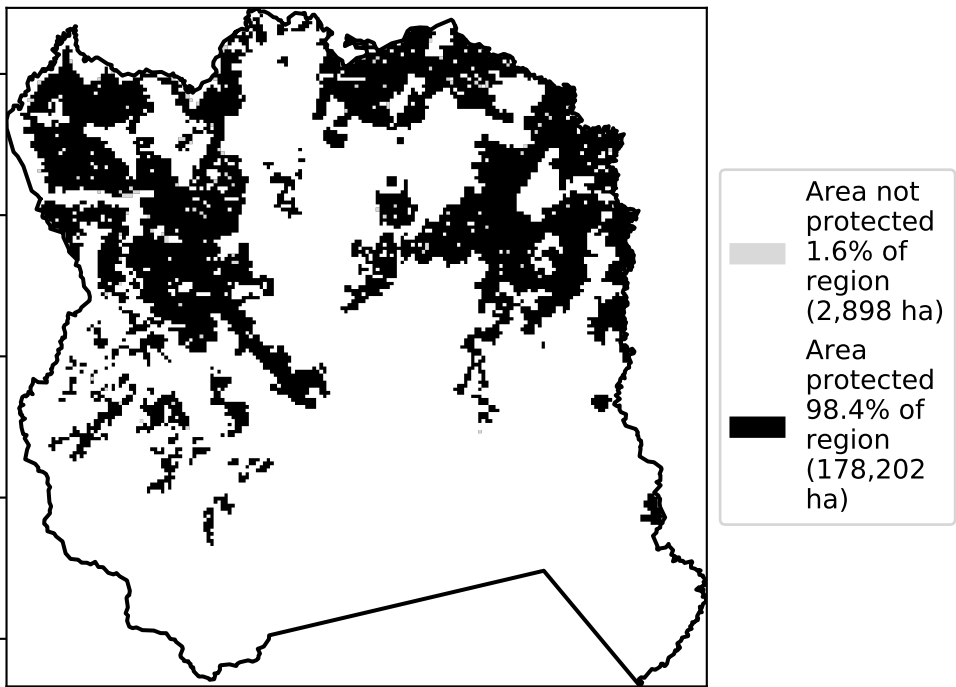 Area not
protected
1.6% of
region
(2,898 ha)
Area
protected
98.4% of
region
(178,202
ha)